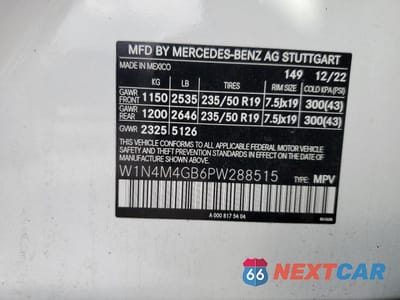 MFD BY MERCEDES-BENZ AG STUTTGART
MADE IN MEXICO 149 12/22
KG LB TIRES RIM SIZE COLD KPA(PSI)
GAWR FRONT 1150 2535 235/50 R19 7.5Jx19 300(43)
GAWR REAR 1200 2646 235/50 R19 7.5Jx19 300(43)
GVWR 2325 5126
THIS VEHICLE CONFORMS TO ALL APPLICABLE
FEDERAL MOTOR VEHICLE SAFETY AND
THEFT PREVENTION STANDARDS IN EFFECT ON
THE DATE OF MANUFACTURE SHOWN ABOVE.
W1N4M4GB6PW288515 TYPE: MPV
A 000 817 54 04
66 NEXTCAR